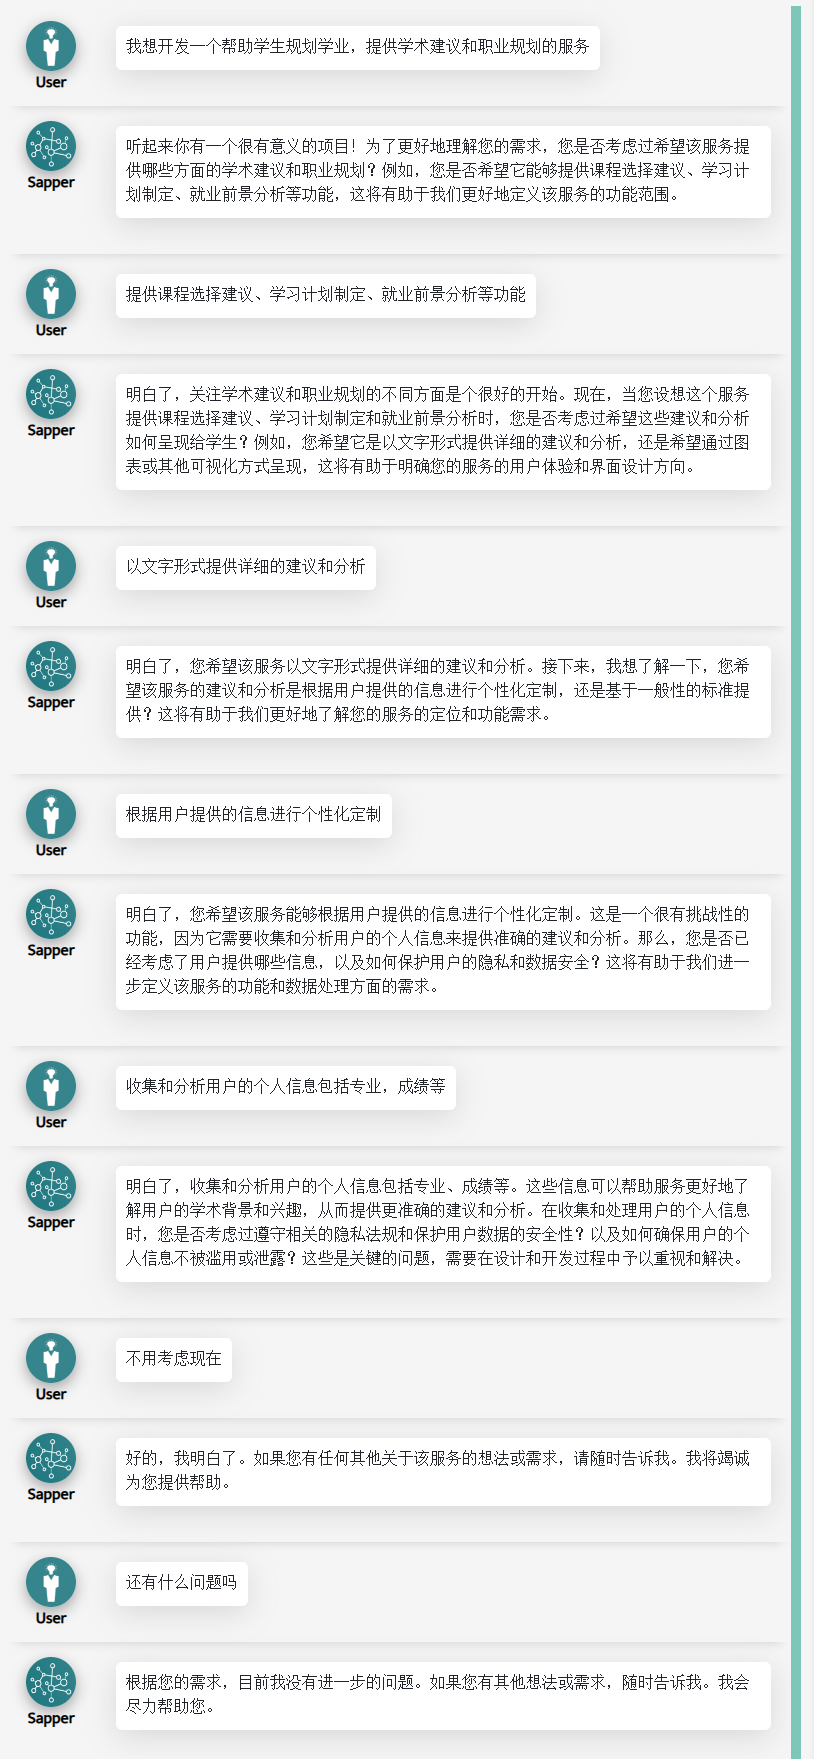 我想开发一个帮助学生规划学业，提供学术建议和职业规划的服务
User
听起来你有一个很有意义的项目！为了更好地理解您的需求，您是否考虑过希望该服务提
供哪些方面的学术建议和职业规划？例如，您是否希望它能够提供课程选择建议、学习计
划制定、就业前景分析等功能，这将有助于我们更好地定义该服务的功能范围。
Sapper
提供课程选择建议、学习计划制定、就业前景分析等功能
User
明白了，关注学术建议和职业规划的不同方面是个很好的开始。现在，当您设想这个服务
提供课程选择建议、学习计划制定和就业前景分析时，您是否考虑过希望这些建议和分析
如何呈现给学生？例如，您希望它是以文字形式提供详细的建议和分析，还是希望通过图
表或其他可视化方式呈现，这将有助于明确您的服务的用户体验和界面设计方向。
Sapper
以文字形式提供详细的建议和分析
User
明白了，您希望该服务以文字形式提供详细的建议和分析。接下来，我想了解一下，您希
望该服务的建议和分析是根据用户提供的信息进行个性化定制，还是基于一般性的标准提
供？这将有助于我们更好地了解您的服务的定位和功能需求。
Sapper
根据用户提供的信息进行个性化定制
User
明白了，您希望该服务能够根据用户提供的信息进行个性化定制。这是一个很有挑战性的
功能，因为它需要收集和分析用户的个人信息来提供准确的建议和分析。那么，您是否已
经考虑了用户提供哪些信息，以及如何保护用户的隐私和数据安全？这将有助于我们进一
步定义该服务的功能和数据处理方面的需求。
Sapper
收集和分析用户的个人信息包括专业，成绩等
User
明白了，收集和分析用户的个人信息包括专业、成绩等。这些信息可以帮助服务更好地了
解用户的学术背景和兴趣，从而提供更准确的建议和分析。在收集和处理用户的个人信息
时，您是否考虑过遵守相关的隐私法规和保护用户数据的安全性？以及如何确保用户的个
人信息不被滥用或泄露？这些是关键的问题，需要在设计和开发过程中予以重视和解决。
Sapper
不用考虑现在
User
好的，我明白了。如果您有任何其他关于该服务的想法或需求，请随时告诉我。我将竭诚
为您提供帮助。
Sapper
还有什么问题吗
User
根据您的需求，目前我没有进一步的问题。如果您有其他想法或需求，随时告诉我。我会
尽力帮助您。
Sapper